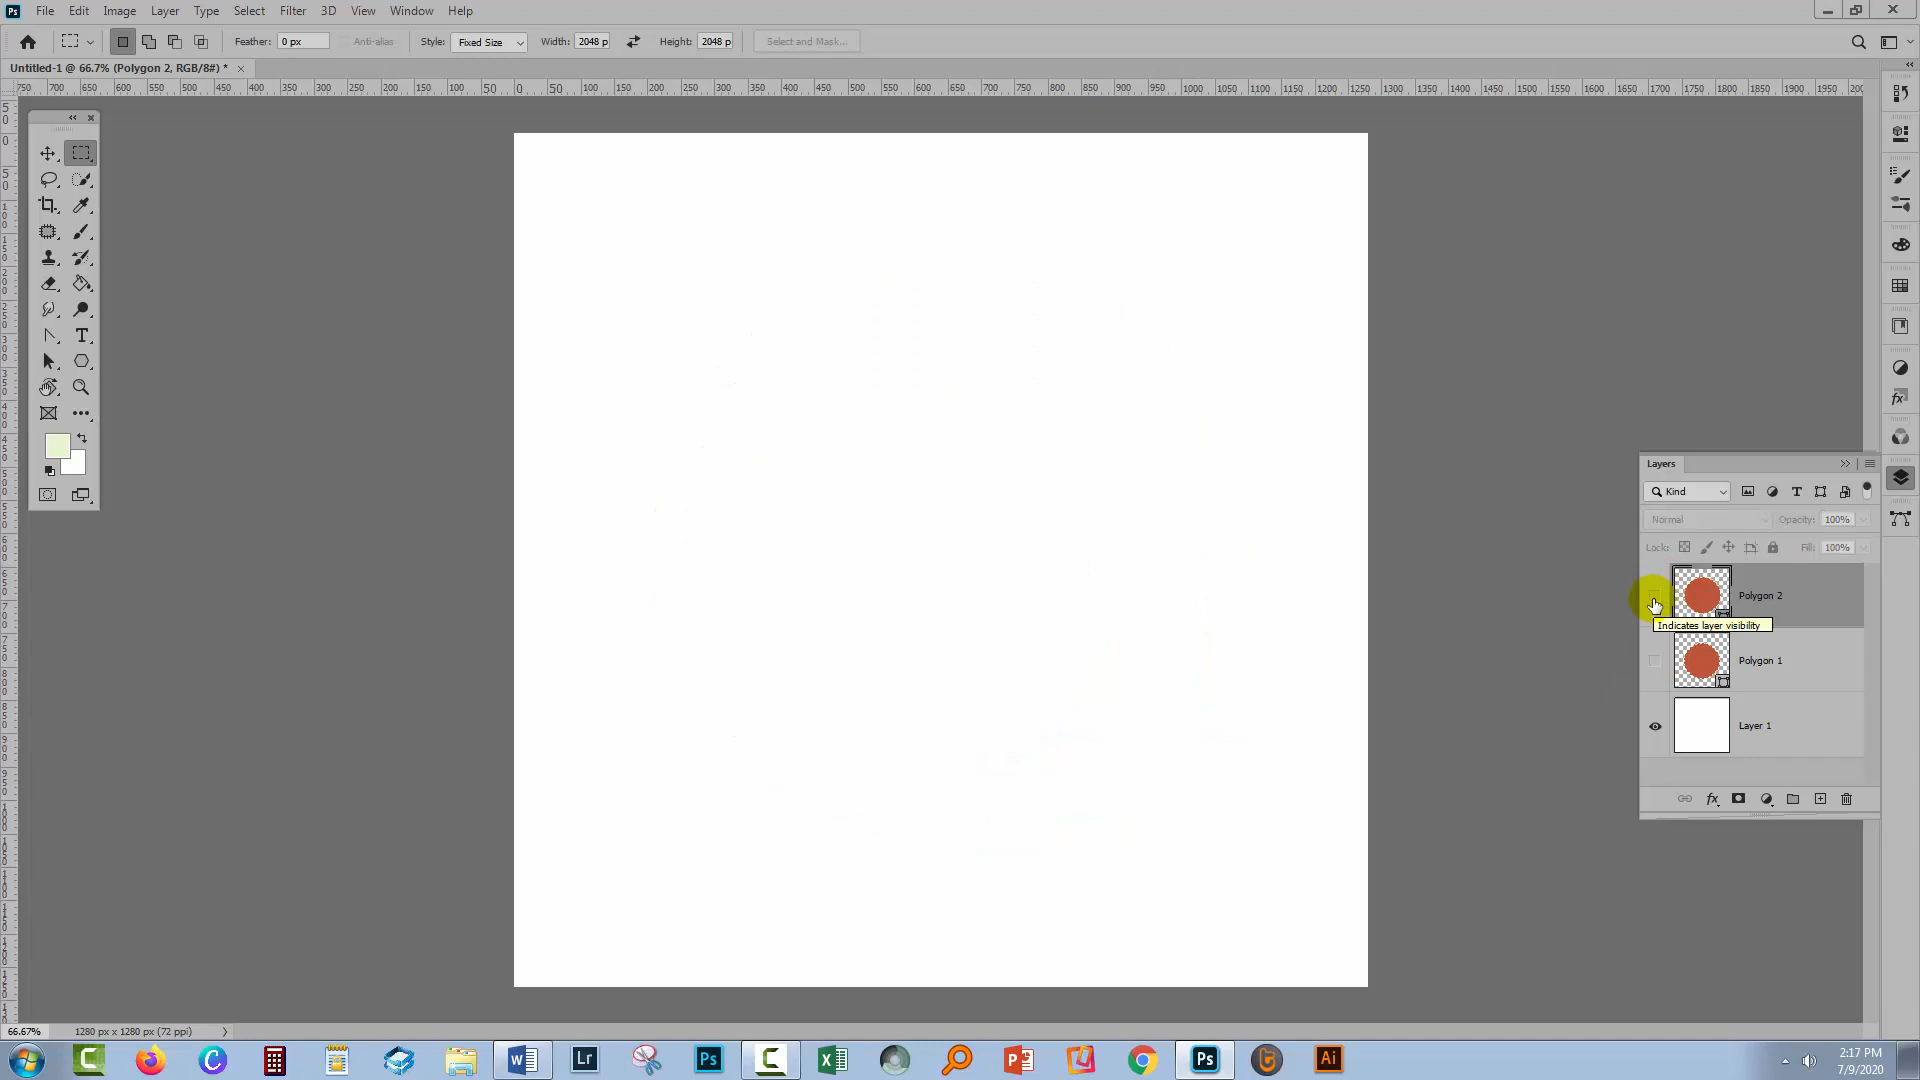 Ps File Edit Image Layer Type Select Filter 3D View Window Help
Feather: 0 px Anti-alias Style: Fixed Size Width: 2048 p Height: 2048 p Select and Mask...
Untitled-1 @ 66.7% (Polygon 2, RGB/8#) *
750 700 650 600 550 500 450 400 350 300 250 200 150 100 50 0 50 100 150 200 250 300 350 400 450 500 550 600 650 700 750 800 850 900 950 1000 1050 1100 1150 1200 1250 1300 1350 1400 1450 1500 1550 1600 1650 1700 1750 1800 1850 1900 1950 200
Layers
Kind
Normal Opacity: 100%
Lock: Fill: 100%
Polygon 2
Indicates layer visibility
Polygon 1
Layer 1
fx
66.67% 1280 px x 1280 px (72 ppi)
Lr Ps Ps Ai
2:17 PM
7/9/2020